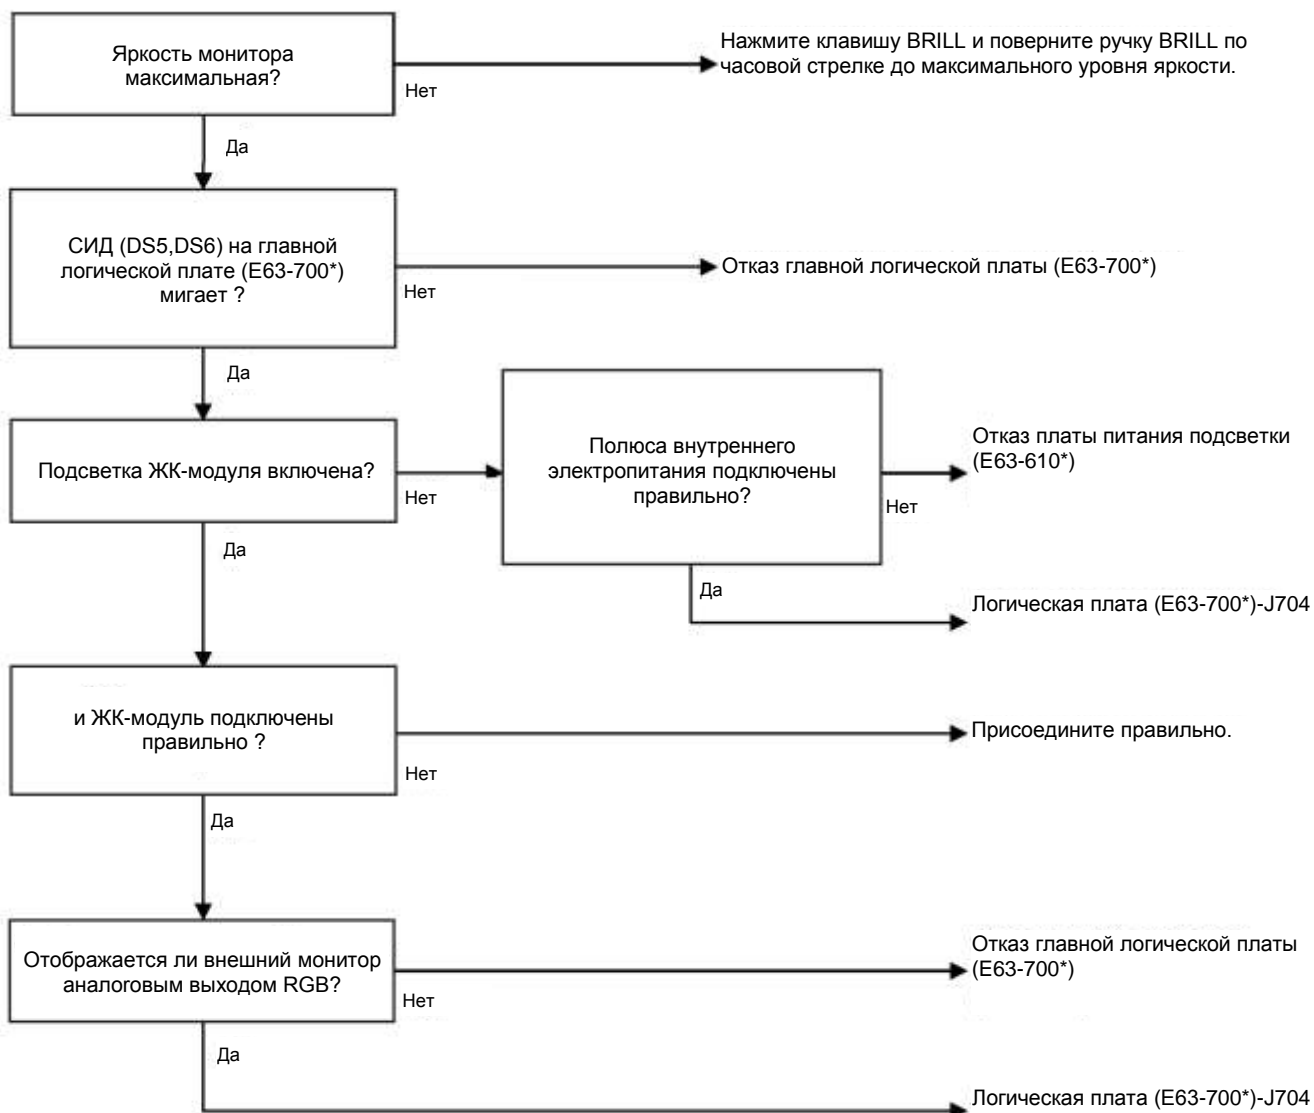 Яркость монитора
максимальная?
Нажмите клавишу BRILL и поверните ручку BRILL по
часовой стрелке до максимального уровня яркости.
Нет
Да
СИД (DS5,DS6) на главной
логической плате (E63-700*)
мигает ?
Отказ главной логической платы (E63-700*)
Нет
Да
Подсветка ЖК-модуля включена?
Нет
Полюса внутреннего
электропитания подключены
правильно?
Отказ платы питания подсветки
(E63-610*)
Нет
Да
Да
Логическая плата (E63-700*)-J704
и ЖК-модуль подключены
правильно ?
Присоедините правильно.
Нет
Да
Отображается ли внешний монитор
аналоговым выходом RGB?
Отказ главной логической платы
(E63-700*)
Нет
Да
Логическая плата (E63-700*)-J704